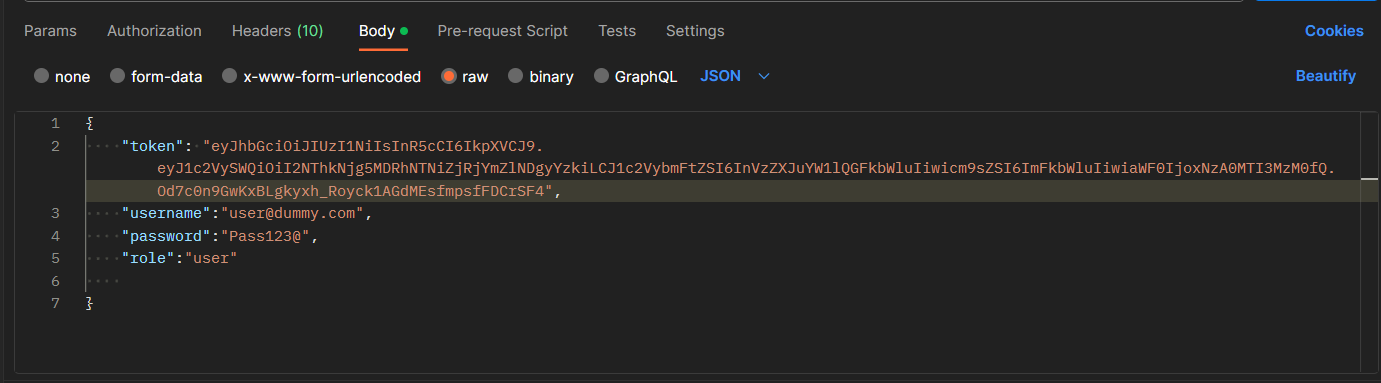 Params Authorization Headers (10) Body Pre-request Script Tests Settings Cookies
none form-data x-www-form-urlencoded raw binary GraphQL JSON Beautify
1 {
2 "token": "eyJhbGciOiJIUzI1NiIsInR5cCI6IkpXVCJ9.
eyJ1c2VySWQiOiI2NThkNjg5MDRhNTNiZjRjYmZlNDgyYzkiLCJ1c2VybmFtZSI6InVzZXJuYW1lQGFkbWluIiwicm9sZSI6ImFkbWluIiwiaWF0IjoxNzA0MTI3MzM0fQ.
Od7c0n9GwKxBLgkyxh_Royck1AGdMEsfmpsfFDCrSF4",
3 "username":"user@dummy.com",
4 "password":"Pass123@",
5 "role":"user"
6
7 }